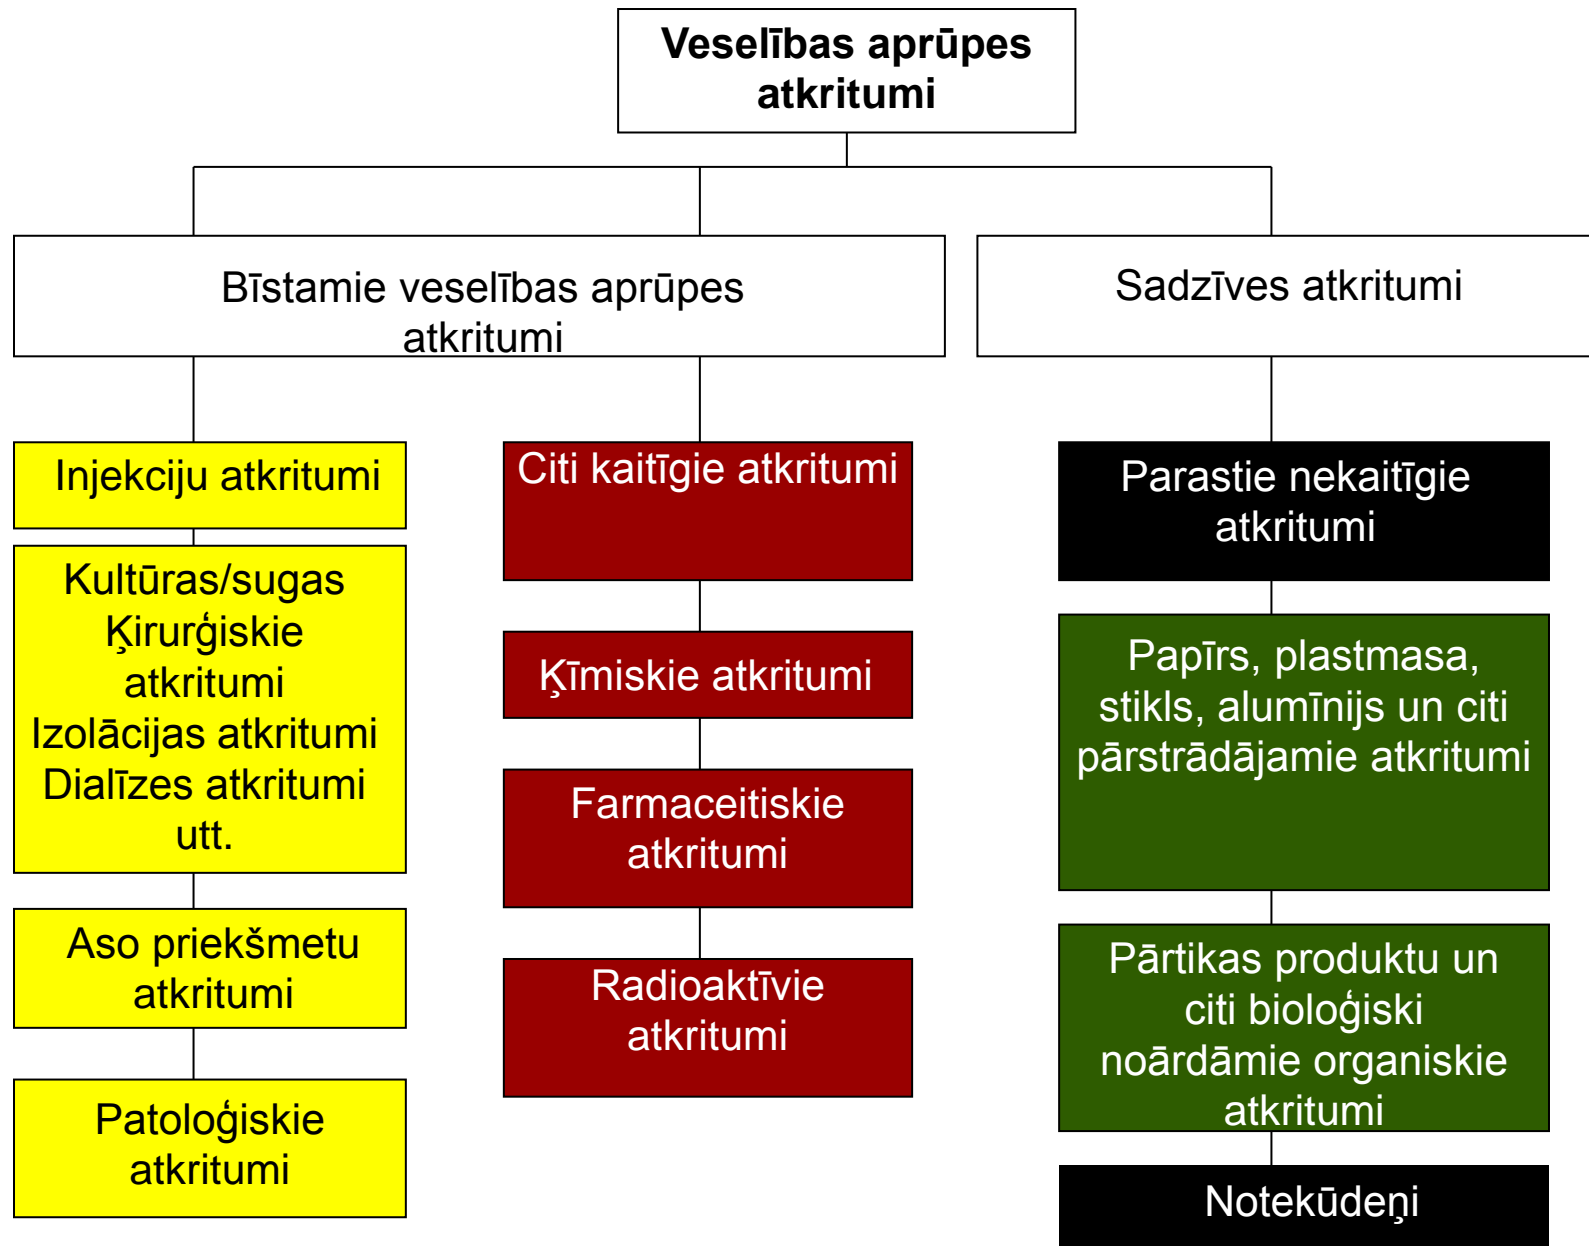 Veselības aprūpes
atkritumi
Bīstamie veselības aprūpes
atkritumi
Sadzīves atkritumi
Injekciju atkritumi
Kultūras/sugas
Ķirurģiskie
atkritumi
Izolācijas atkritumi
Dialīzes atkritumi
utt.
Aso priekšmetu
atkritumi
Patoloģiskie
atkritumi
Citi kaitīgie atkritumi
Ķīmiskie atkritumi
Farmaceitiskie
atkritumi
Radioaktīvie
atkritumi
Parastie nekaitīgie
atkritumi
Papīrs, plastmasa,
stikls, alumīnijs un citi
pārstrādājamie atkritumi
Pārtikas produktu un
citi bioloģiski
noārdāmie organiskie
atkritumi
Notekūdeņi